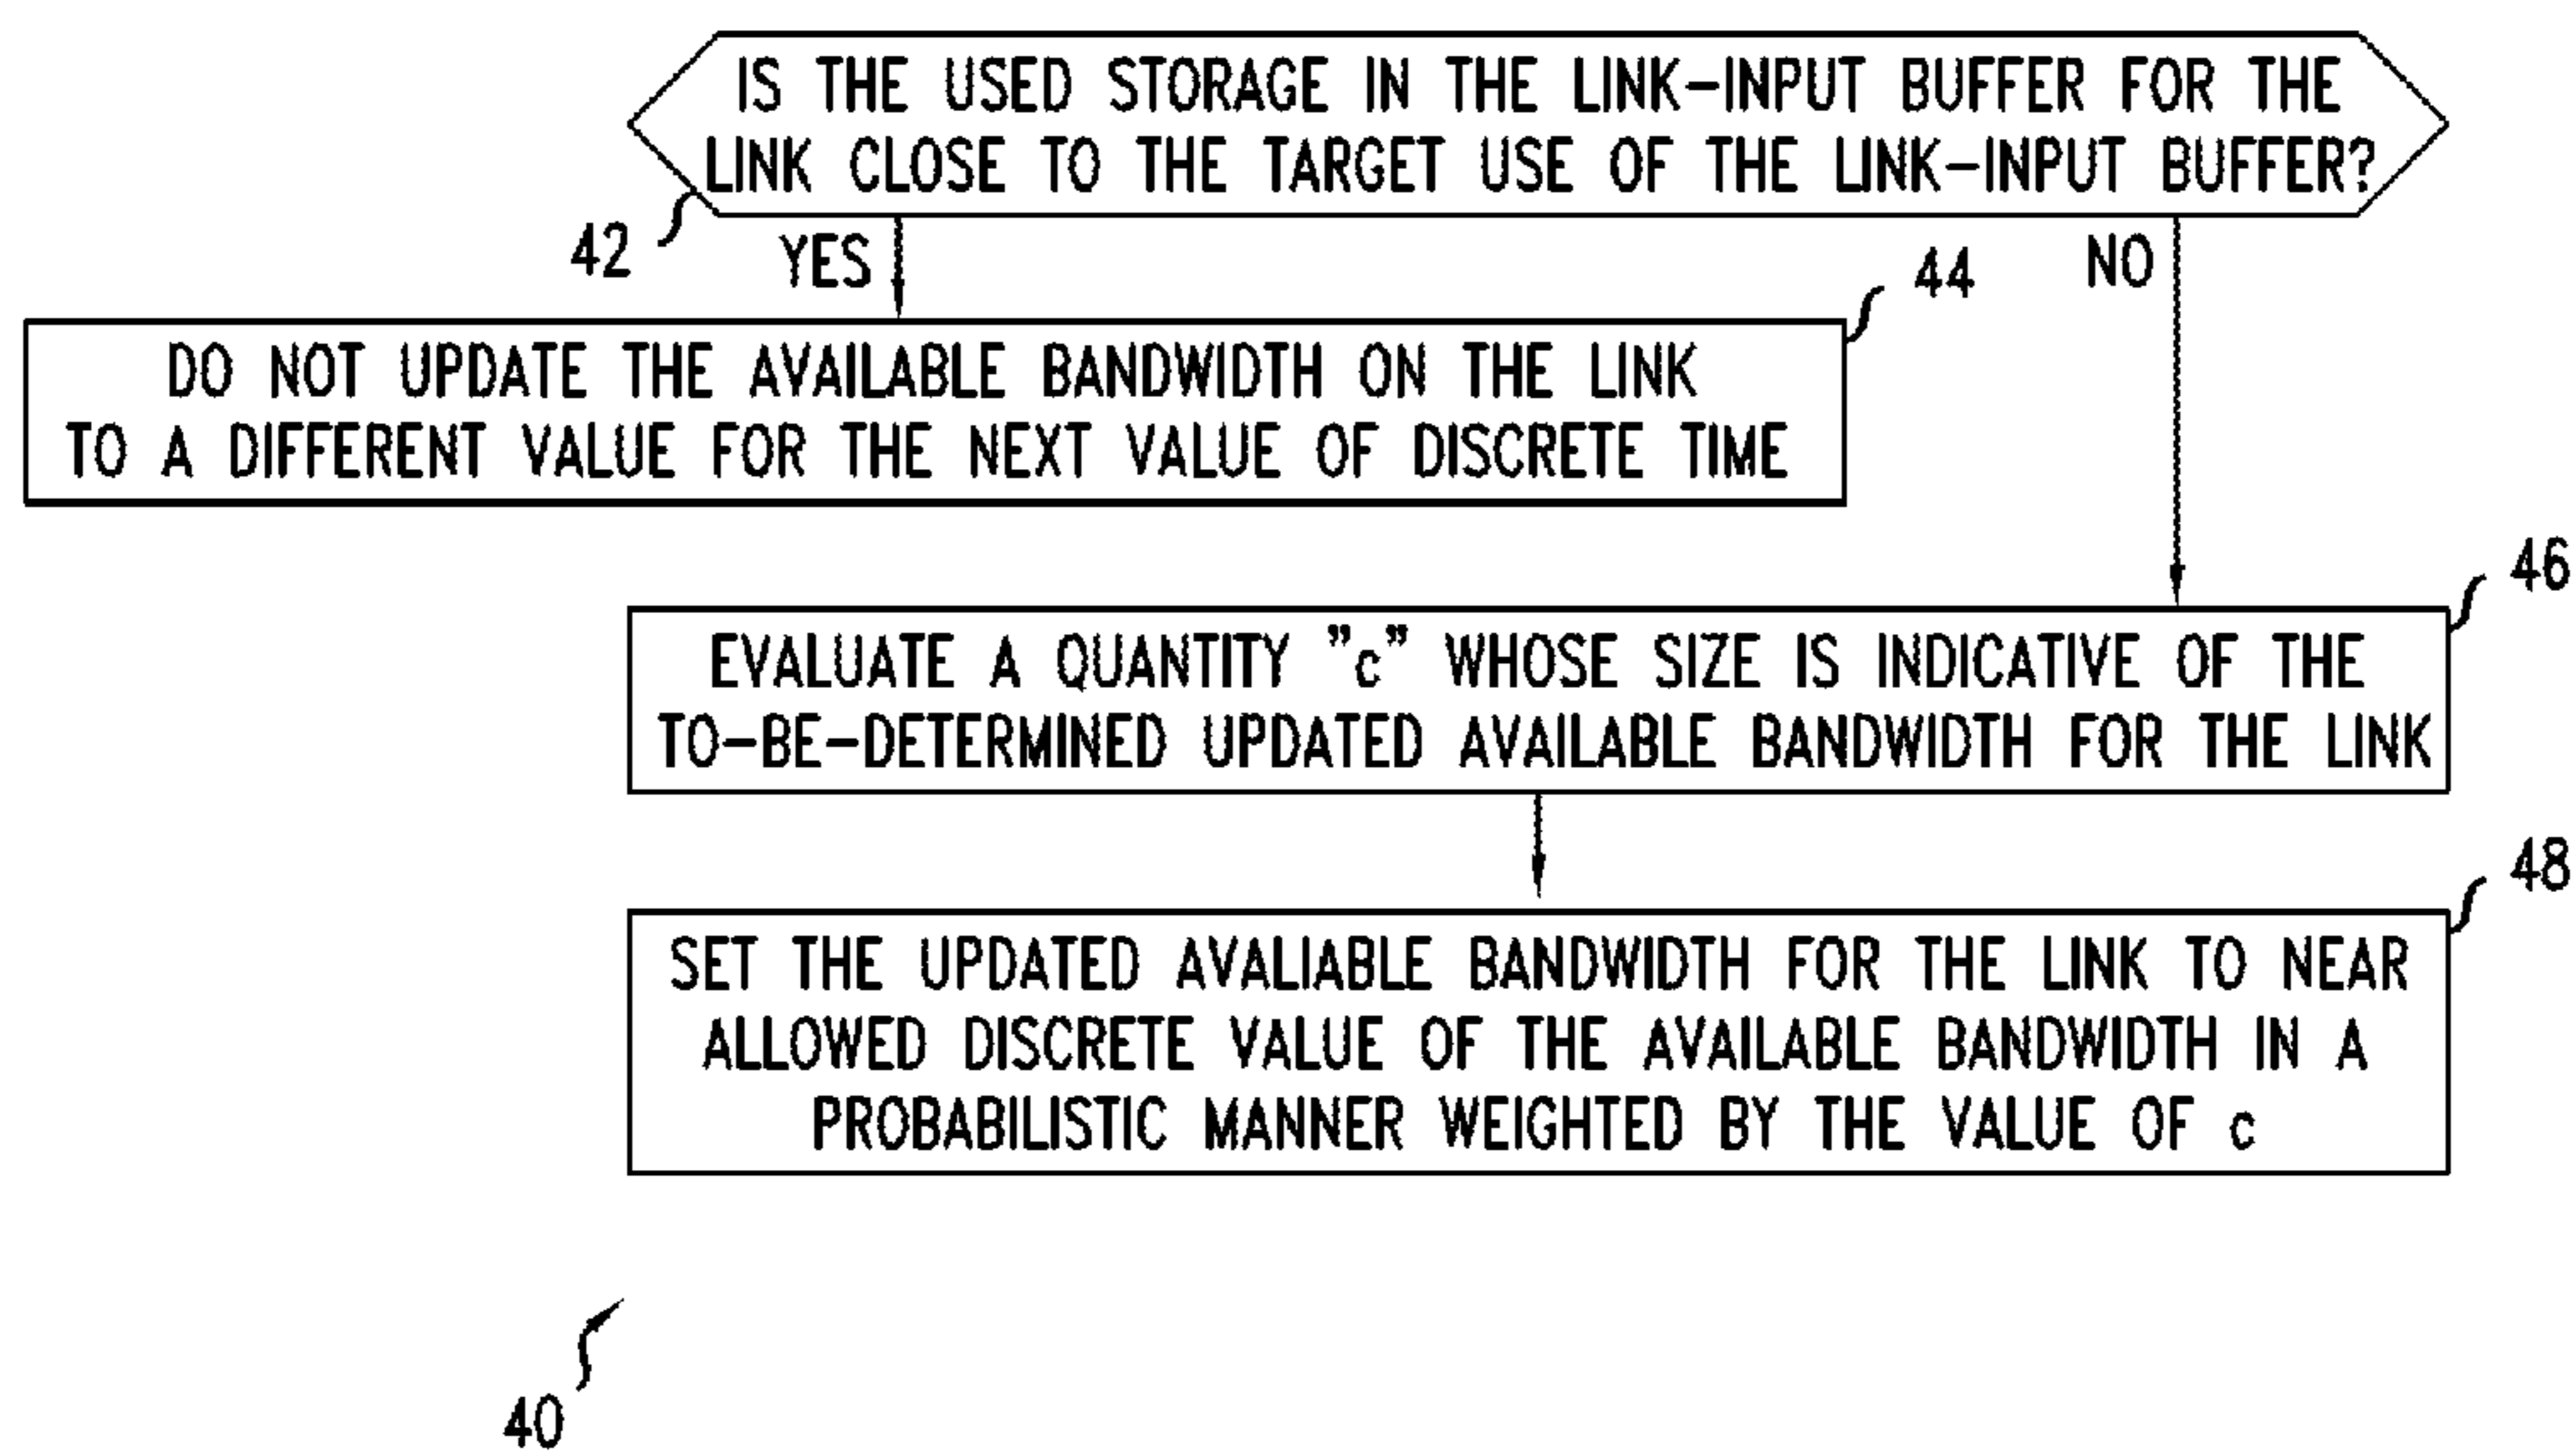 IS THE USED STORAGE IN THE LINK-INPUT BUFFER FOR THE
LINK CLOSE TO THE TARGET USE OF THE LINK-INPUT BUFFER?
42
YES
44
NO
DO NOT UPDATE THE AVAILABLE BANDWIDTH ON THE LINK
TO A DIFFERENT VALUE FOR THE NEXT VALUE OF DISCRETE TIME
46
EVALUATE A QUANTITY "c" WHOSE SIZE IS INDICATIVE OF THE
TO-BE-DETERMINED UPDATED AVAILABLE BANDWIDTH FOR THE LINK
48
SET THE UPDATED AVALIABLE BANDWIDTH FOR THE LINK TO NEAR
ALLOWED DISCRETE VALUE OF THE AVAILABLE BANDWIDTH IN A
PROBABILISTIC MANNER WEIGHTED BY THE VALUE OF c
40